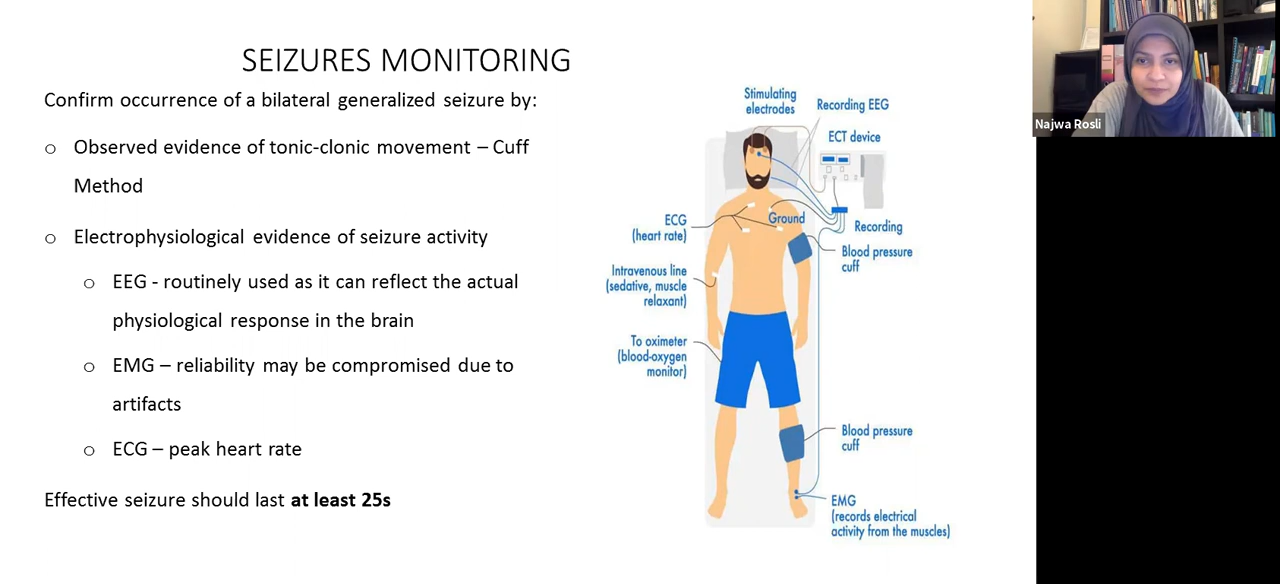 SEIZURES MONITORING
Confirm occurrence of a bilateral generalized seizure by:
o Observed evidence of tonic-clonic movement – Cuff
Method
o Electrophysiological evidence of seizure activity
o EEG - routinely used as it can reflect the actual
physiological response in the brain
o EMG – reliability may be compromised due to
artifacts
o ECG – peak heart rate
Effective seizure should last at least 25s
Stimulating
electrodes
Recording EEG
ECT device
ECG
(heart rate)
Ground
Recording
Blood pressure
cuff
Intravenous line
(sedative, muscle
relaxant)
To oximeter
(blood-oxygen
monitor)
Blood pressure
cuff
EMG
(records electrical
activity from the muscles)
Najwa Rosli